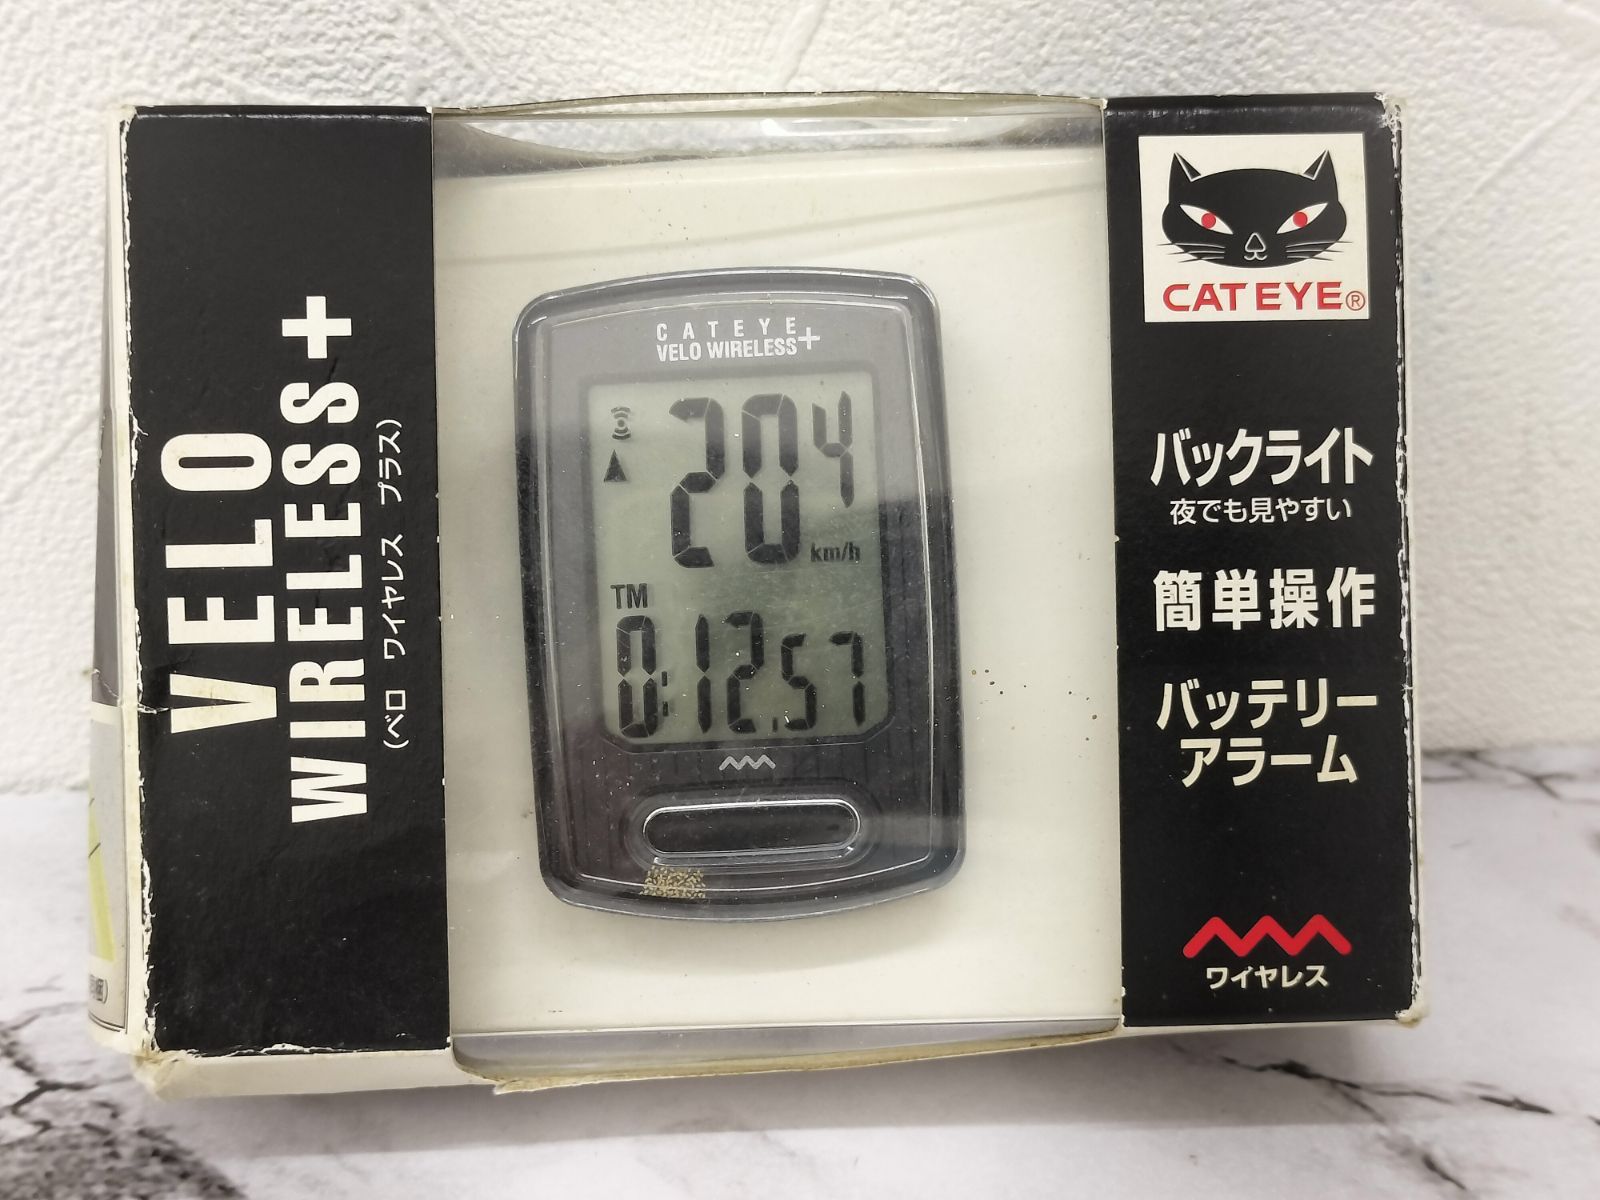 VELO
WIRELESS+
(ベロ ワイヤレス プラス)
CATEYE
VELO WIRELESS+
20.4
km/h
TM
0:12.57
CATEYE®
バックライト
夜でも見やすい
簡単操作
バッテリー
アラーム
ワイヤレス